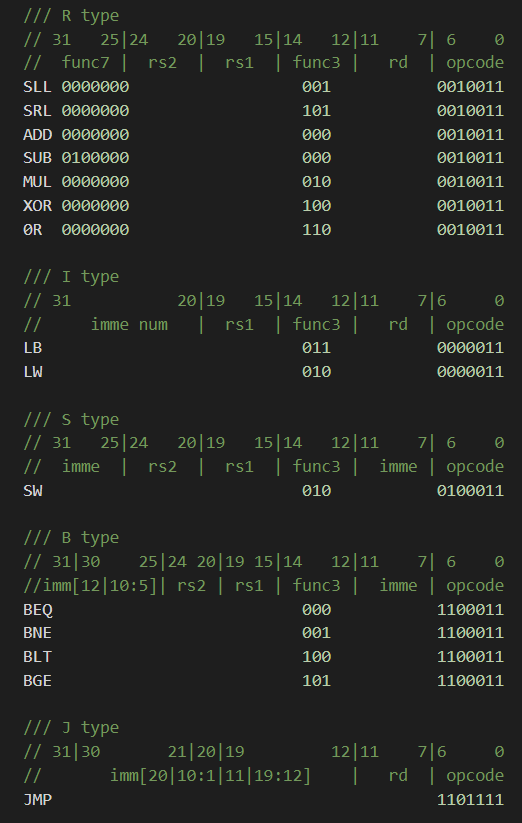 /// R type
// 31   25|24   20|19   15|14   12|11    7| 6    0
//  func7 |  rs2  |  rs1  | func3 |   rd  | opcode
SLL 0000000                  001           0010011
SRL 0000000                  101           0010011
ADD 0000000                  000           0010011
SUB 0100000                  000           0010011
MUL 0000000                  010           0010011
XOR 0000000                  100           0010011
0R  0000000                  110           0010011
/// I type
// 31           20|19   15|14   12|11    7|6     0
//     imme num   |  rs1  | func3 |   rd  | opcode
LB                           011           0000011
LW                           010           0000011
/// S type
// 31   25|24   20|19   15|14   12|11    7| 6    0
//  imme  |  rs2  |  rs1  | func3 |  imme | opcode
SW                           010           0100011
/// B type
// 31|30    25|24 20|19 15|14   12|11    7| 6    0
//imm[12|10:5]| rs2 | rs1 | func3 |  imme | opcode
BEQ                          000           1100011
BNE                          001           1100011
BLT                          100           1100011
BGE                          101           1100011
/// J type
// 31|30       21|20|19         12|11    7|6     0
//       imm[20|10:1|11|19:12]    |   rd  | opcode
JMP                                        1101111